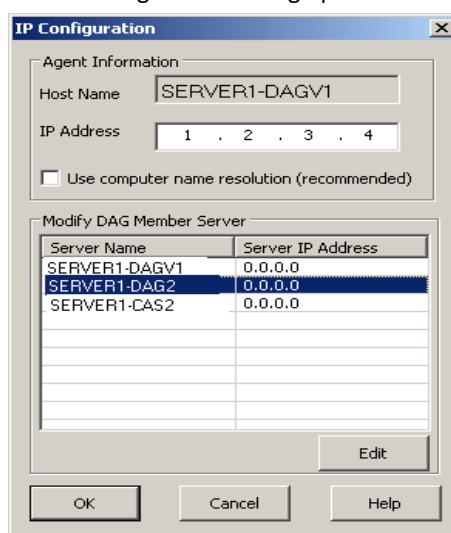 IP Configuration
Agent Information
Host Name SERVER1-DAGV1
IP Address 1 . 2 . 3 . 4
Use computer name resolution (recommended)
Modify DAG Member Server
Server Name Server IP Address
SERVER1-DAGV1 0.0.0.0
SERVER1-DAG2 0.0.0.0
SERVER1-CAS2 0.0.0.0
Edit
OK Cancel Help